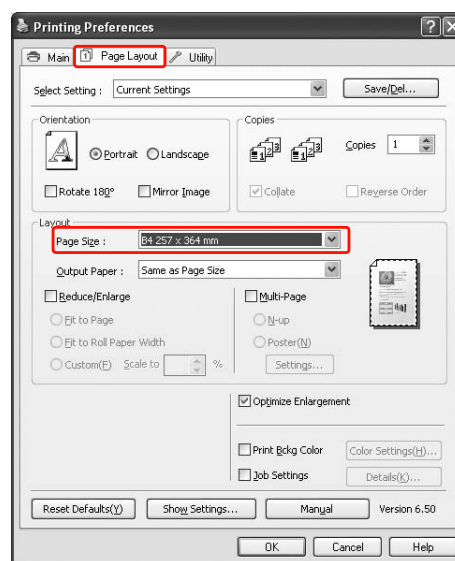 Printing Preferences
Main Page Layout Utility
Select Setting : Current Settings Save/Del...
Orientation
Portrait Landscape
Rotate 180° Mirror Image
Copies
Copies 1
Collate Reverse Order
Layout
Page Size : B4 257 x 364 mm
Output Paper : Same as Page Size
Reduce/Enlarge
Fit to Page
Fit to Roll Paper Width
Custom(E) Scale to %
Multi-Page
N-up
Poster(N)
Settings...
Optimize Enlargement
Print Bckg Color Color Settings(H)...
Job Settings Details(K)...
Reset Defaults(Y) Show Settings... Manual Version 6.50
OK Cancel Help